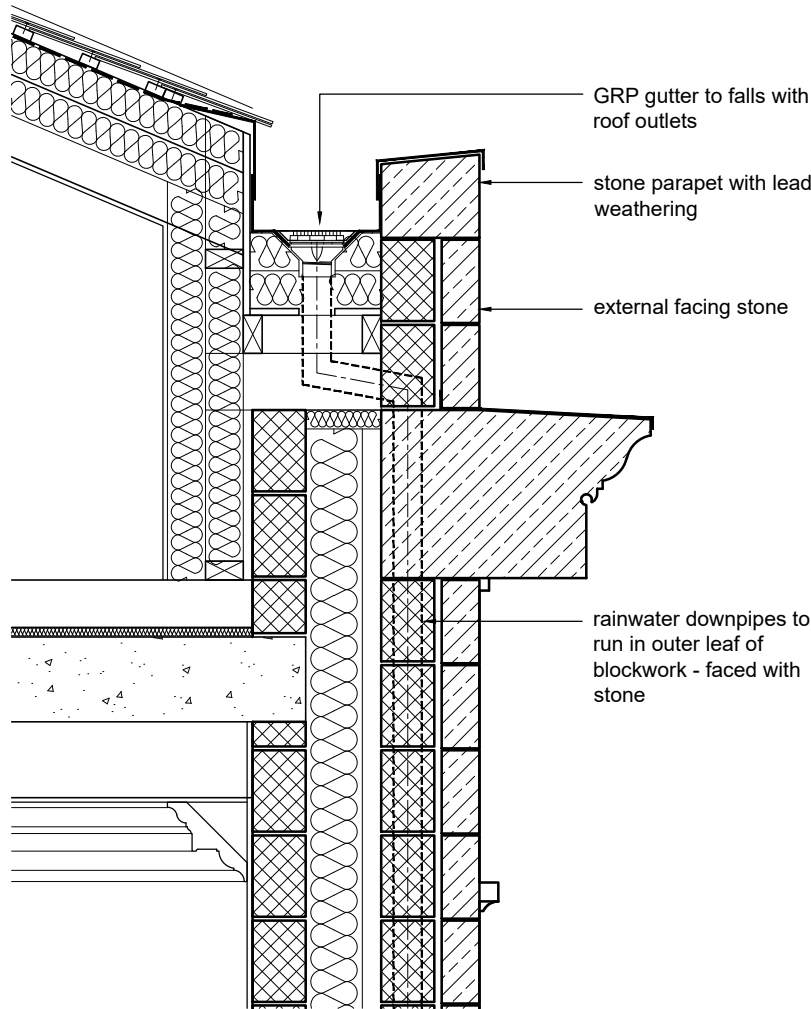 GRP gutter to falls with
roof outlets
stone parapet with lead
weathering
external facing stone
rainwater downpipes to
run in outer leaf of
blockwork - faced with
stone